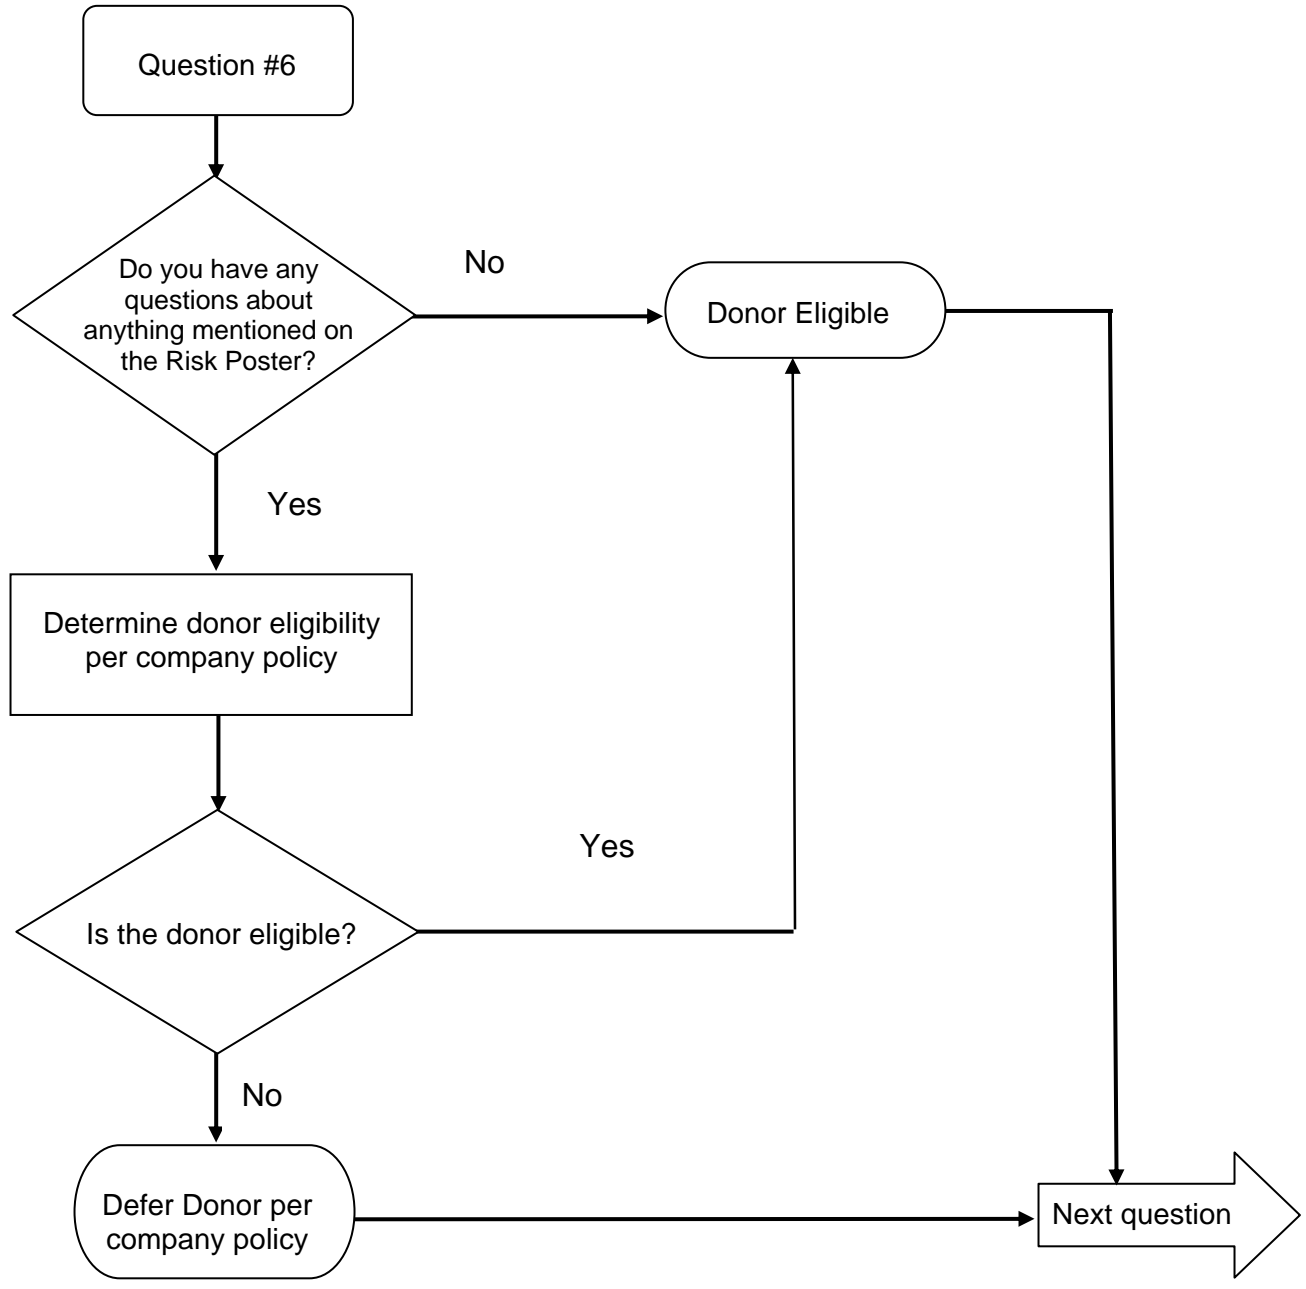 Question #6
Do you have any
questions about
anything mentioned on
the Risk Poster?
No
Donor Eligible
Yes
Determine donor eligibility
per company policy
Yes
Is the donor eligible?
No
Defer Donor per
company policy
Next question